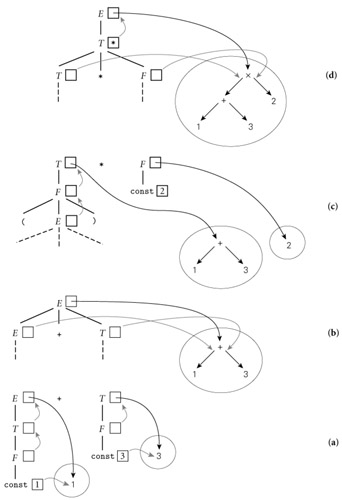 E
T *
T * F
× (d)
+ 2
1 3
T * F
F const 2 (c)
( E )
+ 2
1 3
E
E + T + (b)
1 3
E + T
T F (a)
F const 3 3
const 1 1